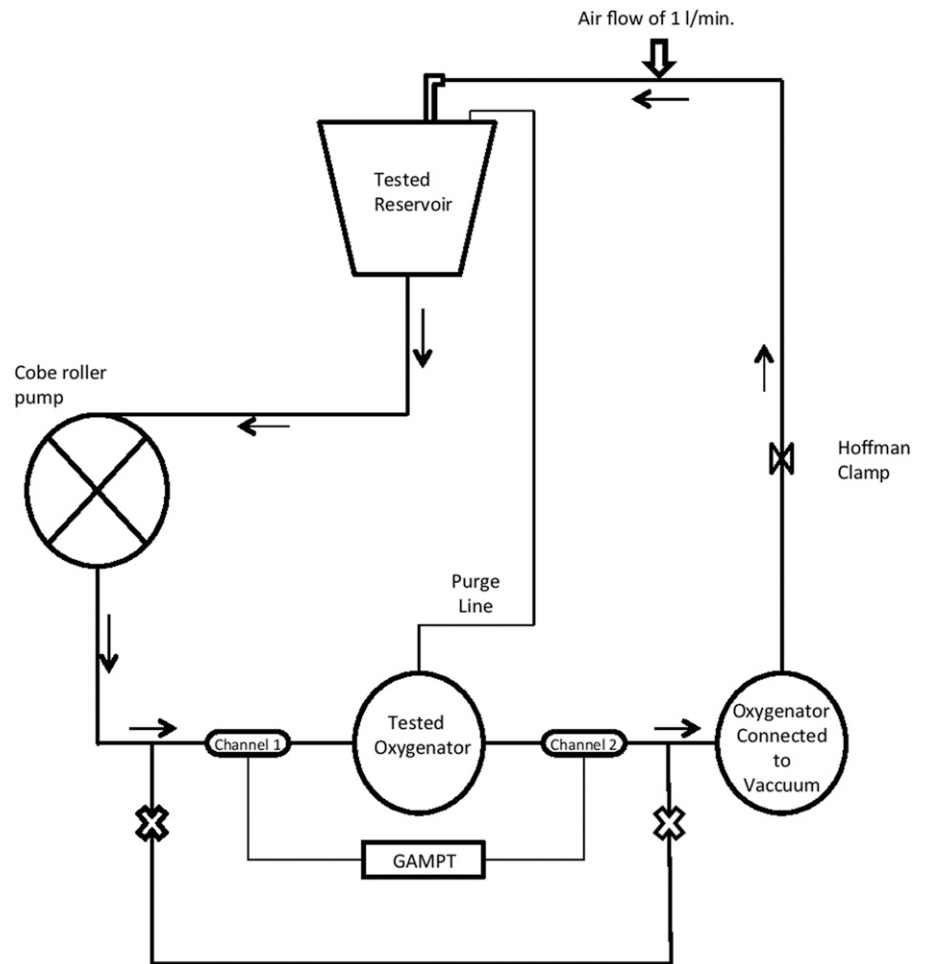 Air flow of 1 l/min.
Tested
Reservoir
Cobe roller
pump
Hoffman
Clamp
Purge
Line
Channel 1
Tested
Oxygenator
Channel 2
Oxygenator
Connected
to
Vaccuum
GAMPT